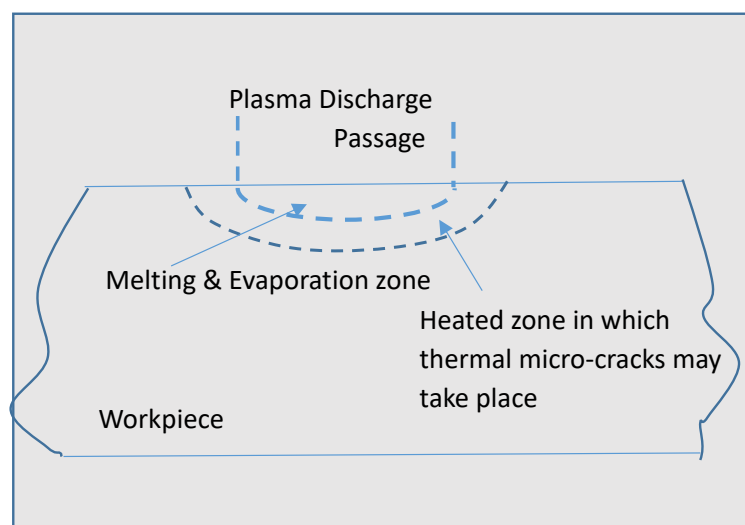 Plasma Discharge
Passage
Melting & Evaporation zone
Heated zone in which
thermal micro-cracks may
take place
Workpiece